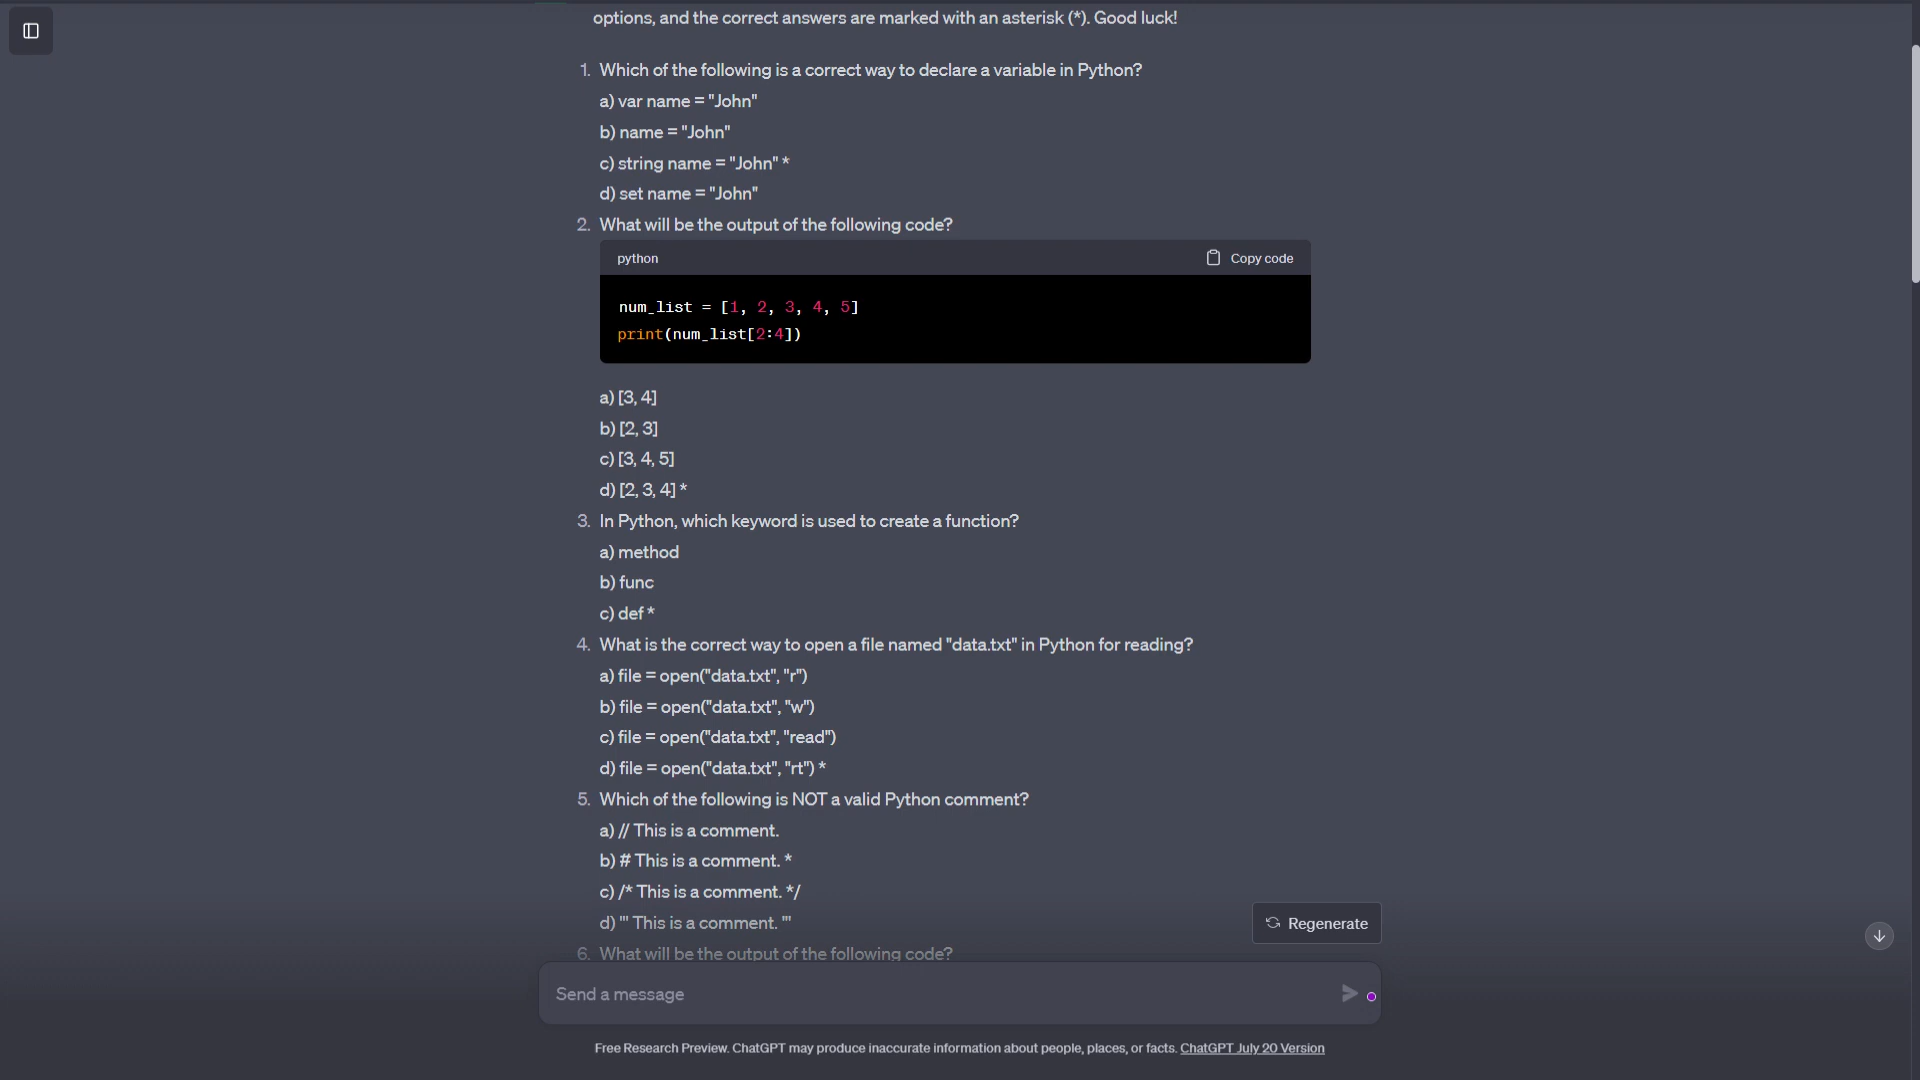 options, and the correct answers are marked with an asterisk (*). Good luck!
1. Which of the following is a correct way to declare a variable in Python?
a) var name = "John"
b) name = "John"
c) string name = "John" *
d) set name = "John"
2. What will be the output of the following code?
python Copy code
num_list = [1, 2, 3, 4, 5]
print(num_list[2:4])
a) [3, 4]
b) [2, 3]
c) [3, 4, 5]
d) [2, 3, 4] *
3. In Python, which keyword is used to create a function?
a) method
b) func
c) def *
4. What is the correct way to open a file named "data.txt" in Python for reading?
a) file = open("data.txt", "r")
b) file = open("data.txt", "w")
c) file = open("data.txt", "read")
d) file = open("data.txt", "rt") *
5. Which of the following is NOT a valid Python comment?
a) // This is a comment.
b) # This is a comment. *
c) /* This is a comment. */
d) ''' This is a comment. '''
Regenerate
6. What will be the output of the following code?
Send a message
Free Research Preview. ChatGPT may produce inaccurate information about people, places, or facts. ChatGPT July 20 Version